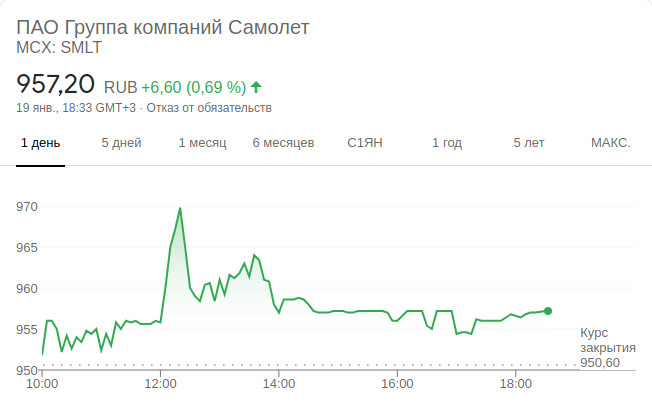 ПАО Группа компаний Самолет
MCX: SMLT
957,20 RUB +6,60 (0,69 %)
19 янв., 18:33 GMT+3 · Отказ от обязательств
1 день 5 дней 1 месяц 6 месяцев С1ЯН 1 год 5 лет МАКС.
970
965
960
955
950
Курс
закрытия
950,60
10:00 12:00 14:00 16:00 18:00